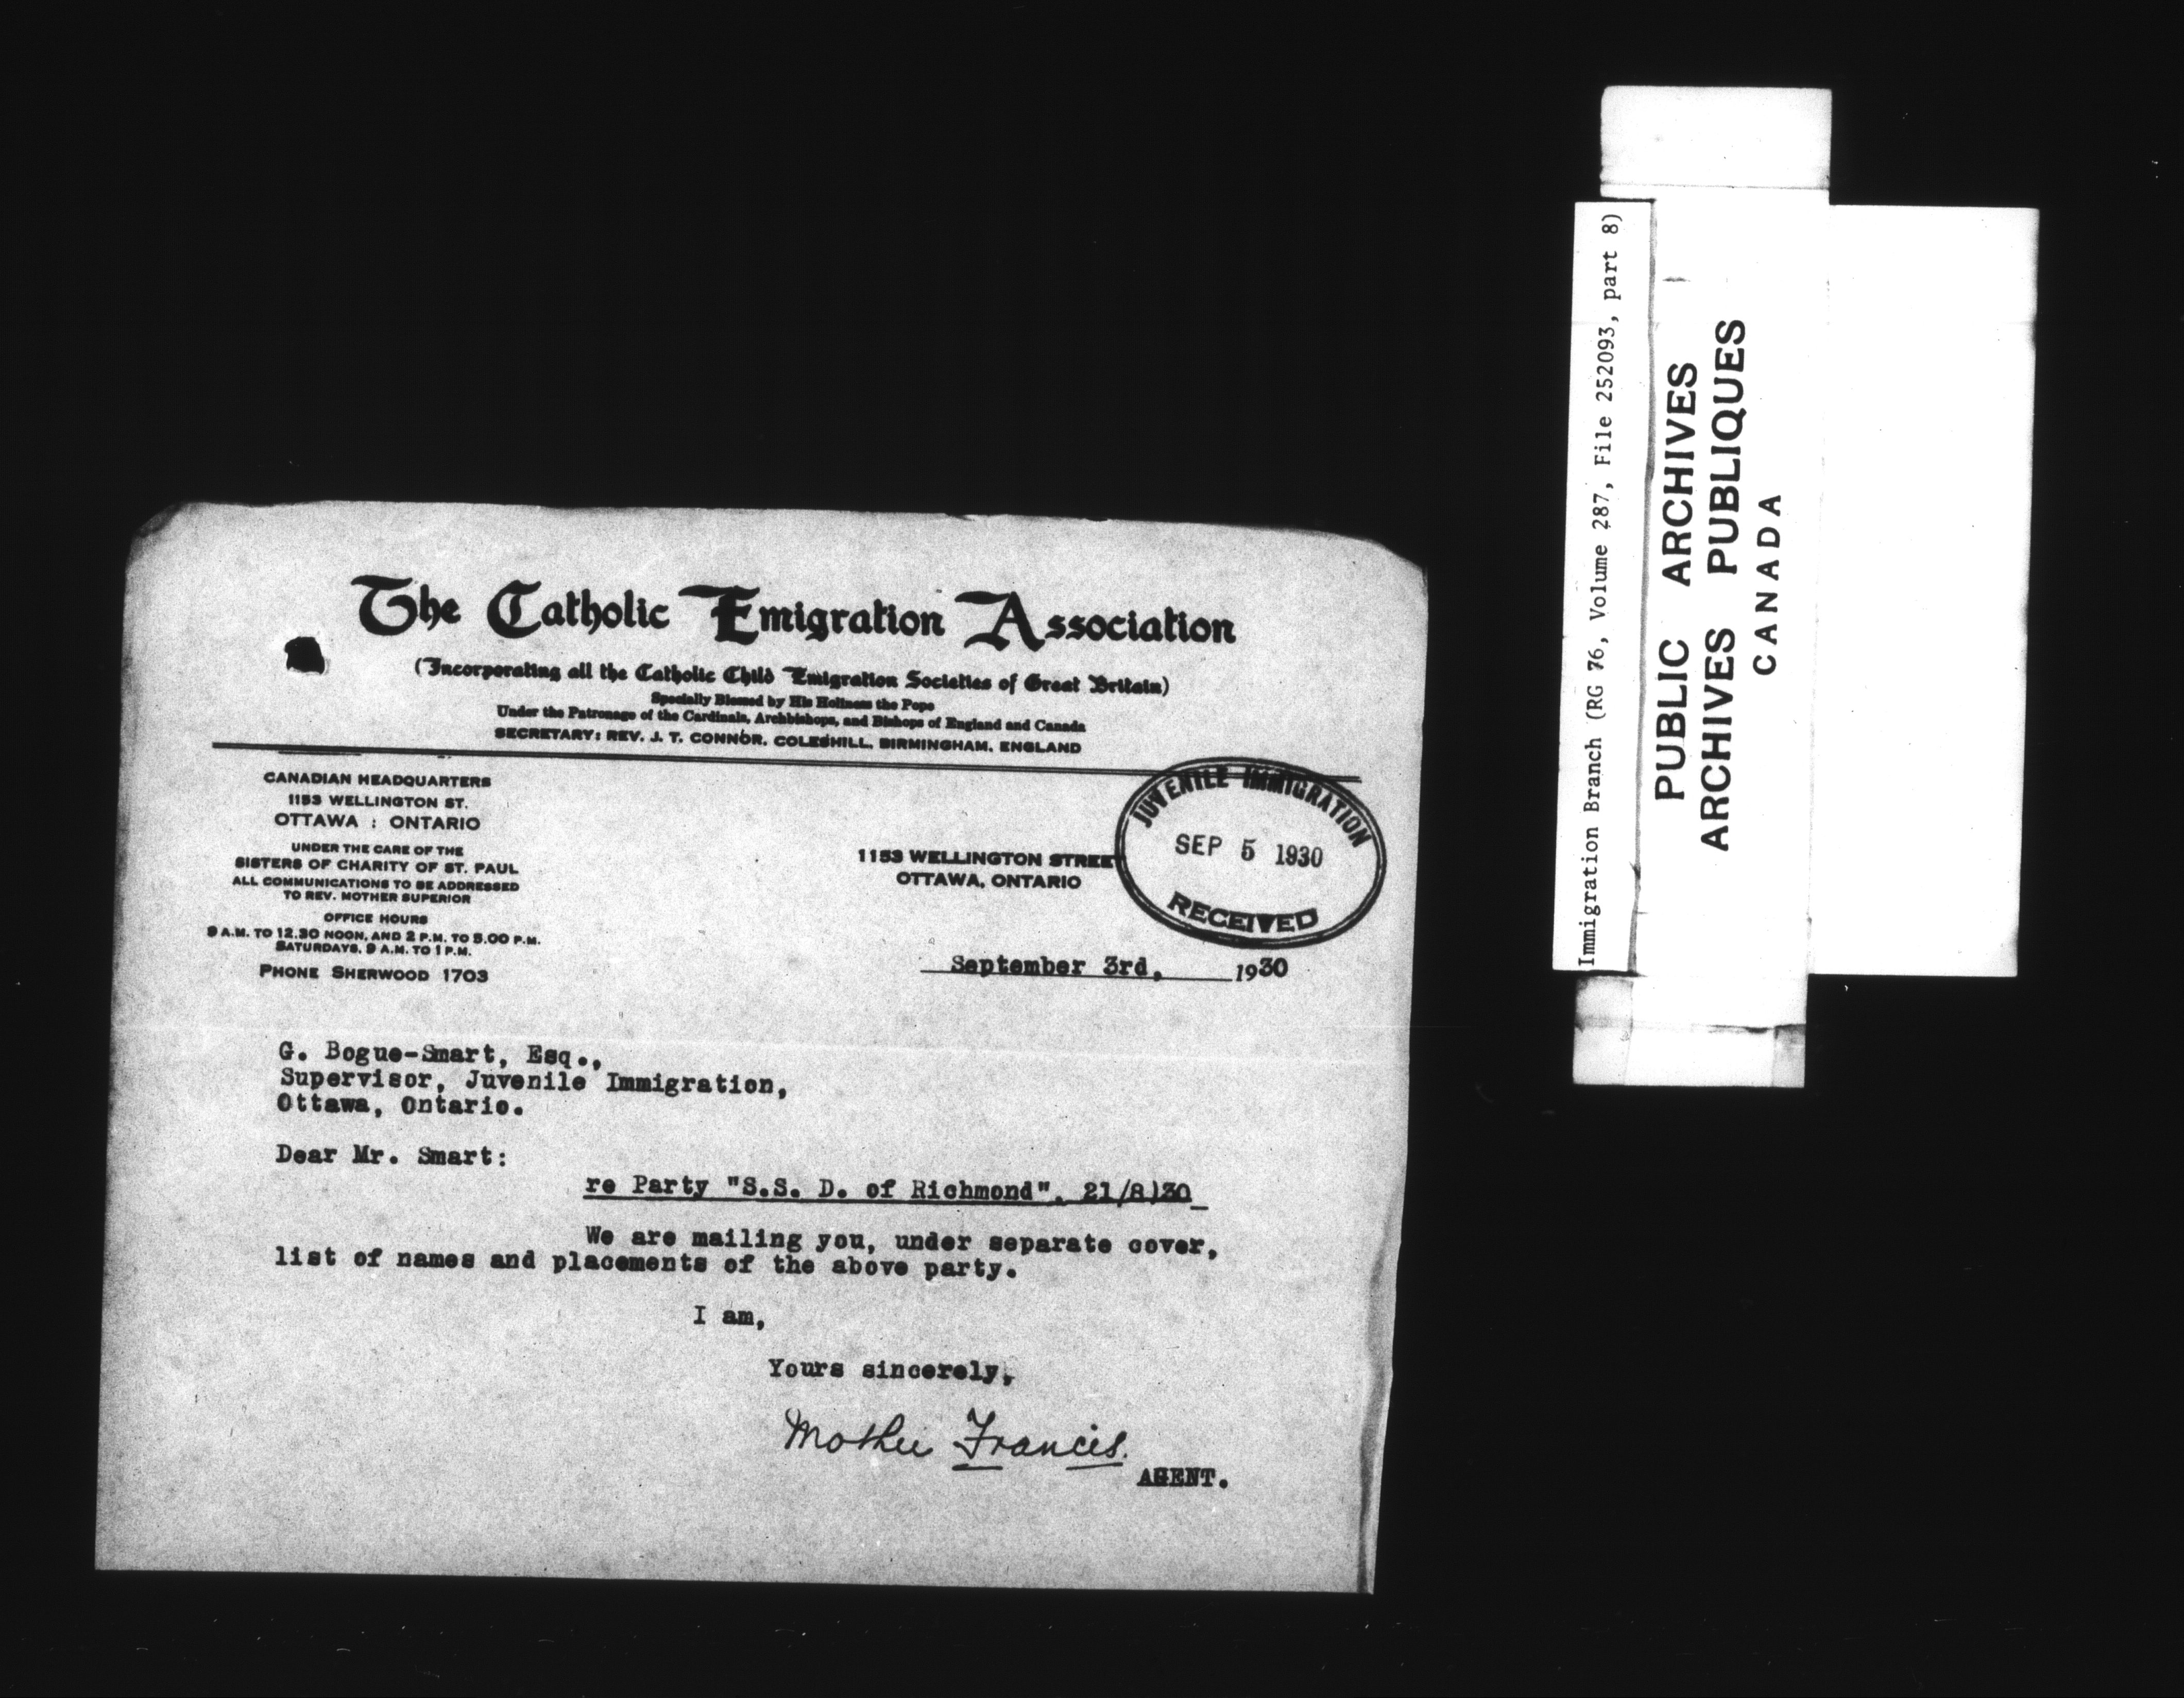 The Catholic Emigration Association
(Incorporating all the Catholic Child Emigration Societies of Great Britain)
Specially Blessed by His Holiness the Pope
Under the Patronage of the Cardinals, Archbishops, and Bishops of England and Canada
SECRETARY: REV. J. T. CONNOR, COLESHILL, BIRMINGHAM, ENGLAND
CANADIAN HEADQUARTERS
1153 WELLINGTON ST.
OTTAWA : ONTARIO
UNDER THE CARE OF THE
SISTERS OF CHARITY OF ST. PAUL
ALL COMMUNICATIONS TO BE ADDRESSED
TO REV. MOTHER SUPERIOR
OFFICE HOURS
9 A.M. TO 12.30 NOON, AND 2 P.M. TO 5.00 P.M.
SATURDAYS, 9 A.M. TO 1 P.M.
PHONE SHERWOOD 1703
1153 WELLINGTON STREET
OTTAWA, ONTARIO
JUVENILE IMMIGRATION
SEP 5 1930
RECEIVED
September 3rd, 1930
G. Bogue-Smart, Esq.,
Supervisor, Juvenile Immigration,
Ottawa, Ontario.
Dear Mr. Smart:
re Party "S.S. D. of Richmond", 21/8)30
We are mailing you, under separate cover,
list of names and placements of the above party.
I am,
Yours sincerely,
Mother Francis.
AGENT.
Immigration Branch (RG 76, Volume 287, File 252093, part 8)
PUBLIC ARCHIVES
ARCHIVES PUBLIQUES
CANADA